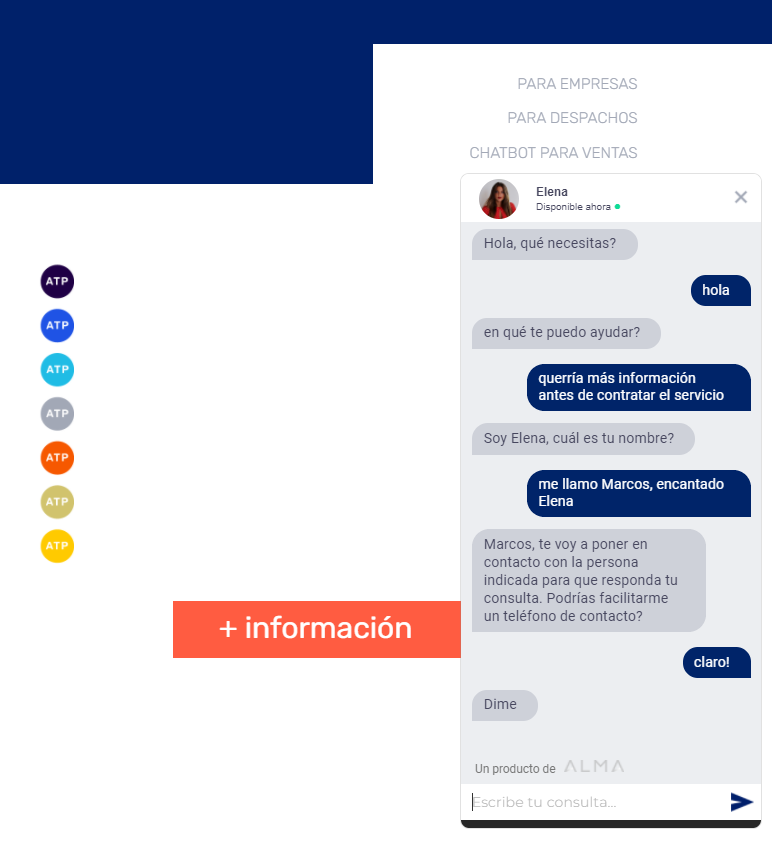 PARA EMPRESAS
PARA DESPACHOS
CHATBOT PARA VENTAS
ATP
ATP
ATP
ATP
ATP
ATP
ATP
+ información
Elena
Disponible ahora
Hola, qué necesitas?
hola
en qué te puedo ayudar?
querría más información
antes de contratar el servicio
Soy Elena, cuál es tu nombre?
me llamo Marcos, encantado
Elena
Marcos, te voy a poner en
contacto con la persona
indicada para que responda tu
consulta. Podrías facilitarme
un teléfono de contacto?
claro!
Dime
Un producto de ALMA
Escribe tu consulta...